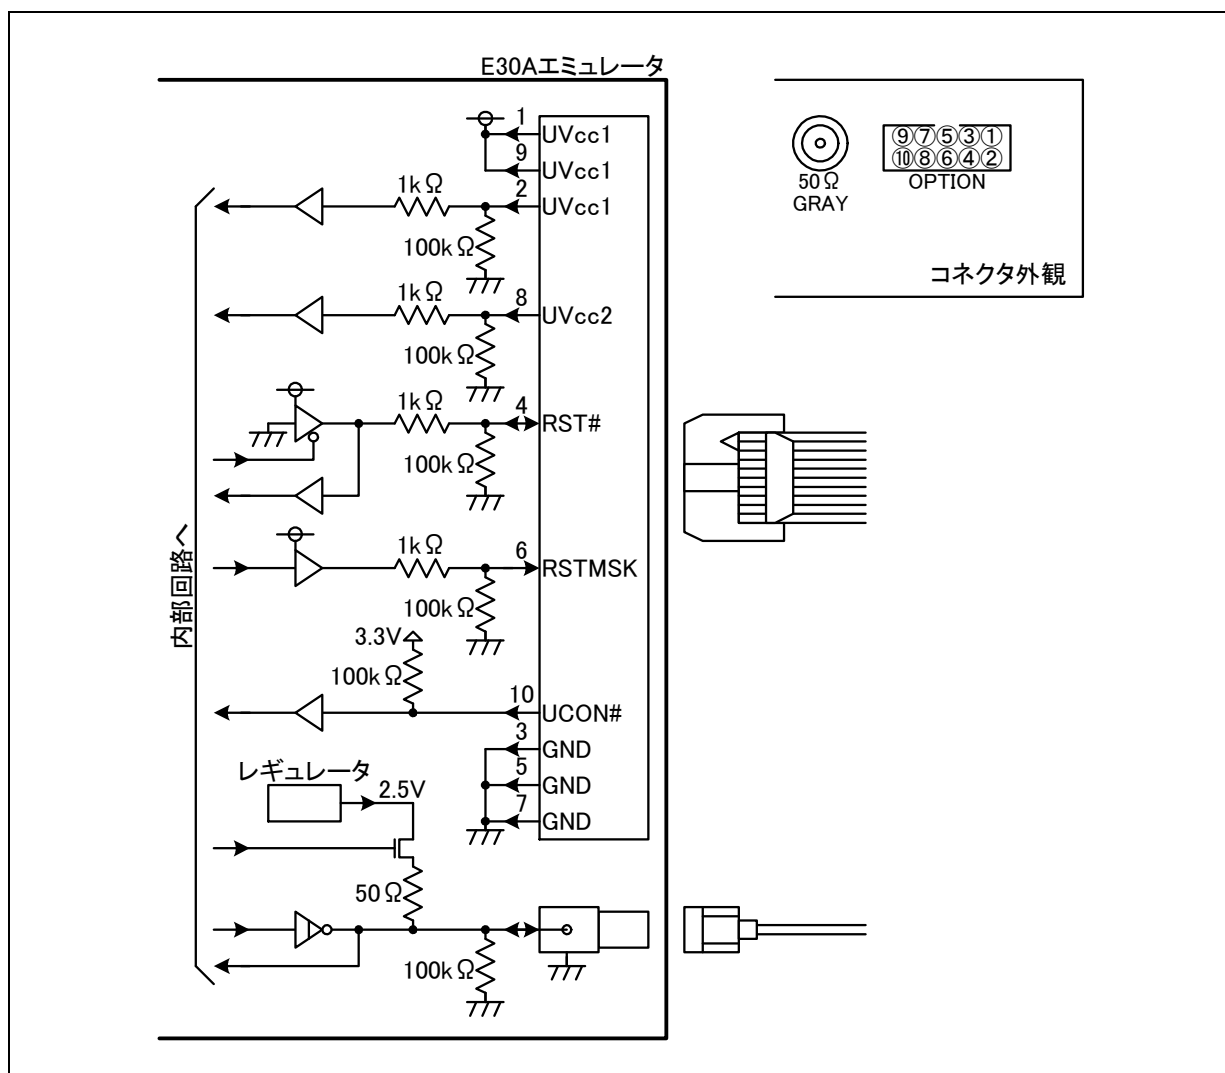 E30Aエミュレータ
1
UVcc1
9
UVcc1
1kΩ
2
UVcc1
100kΩ
1kΩ
8
UVcc2
100kΩ
1kΩ
4
RST#
100kΩ
1kΩ
6
RSTMSK
100kΩ
3.3V
100kΩ
10
UCON#
3
GND
5
GND
7
GND
レギュレータ
2.5V
50Ω
100kΩ
内部回路へ
⑨⑦⑤③①
⑩⑧⑥④②
50Ω
GRAY
OPTION
コネクタ外観